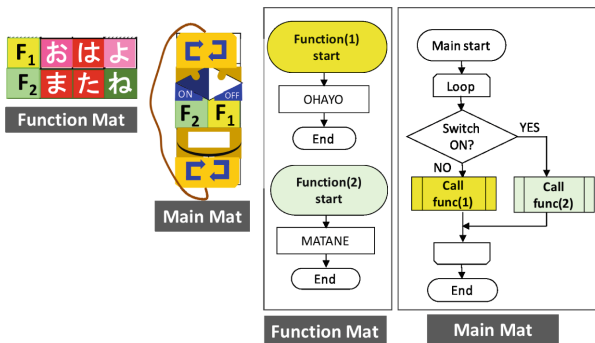 F1 おはよ
F2 またね
Function Mat
ON OFF
F2 F1
Main Mat
Function(1)
start
OHAYO
End
Function(2)
start
MATANE
End
Function Mat
Main start
Loop
Switch
ON?
YES
NO
Call
func(1)
Call
func(2)
End
Main Mat